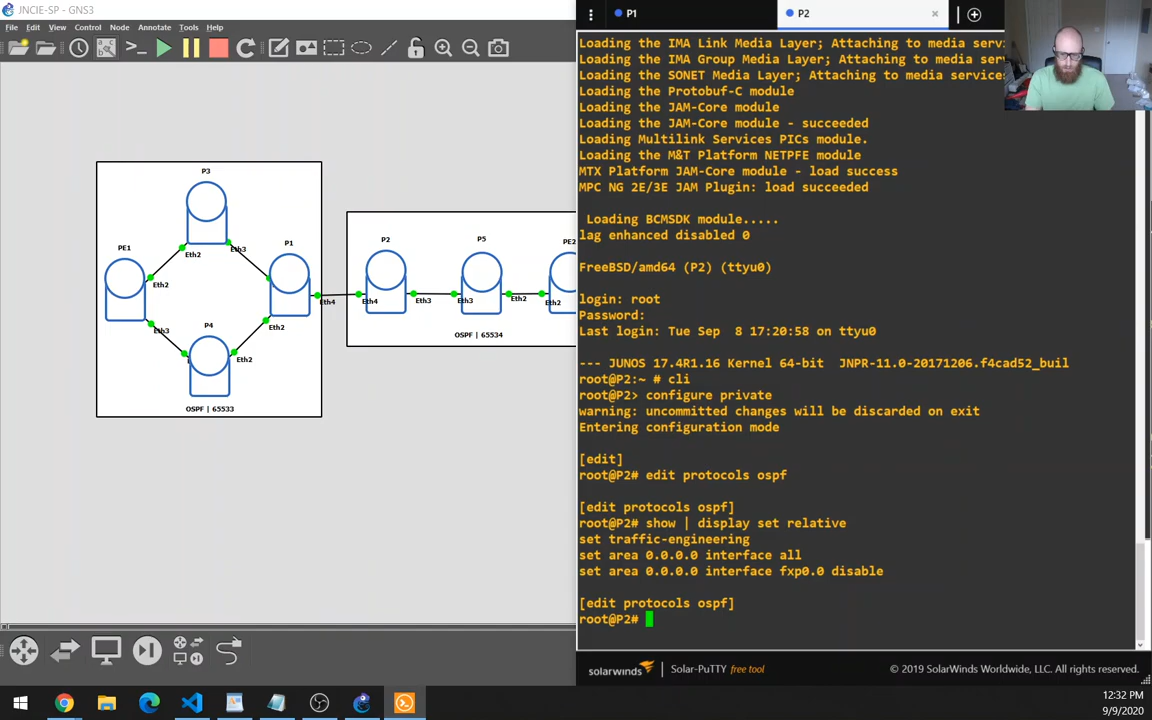 JNCIE-SP - GNS3
File Edit View Control Node Annotate Tools Help
P3
Eth2
Eth3
PE1
P1
Eth2
Eth3
P4
Eth2
Eth2
Eth4
OSPF | 65533
P2
P5
PE2
Eth4
Eth3
Eth3
Eth2
Eth2
OSPF | 65534
P1
P2
Loading the IMA Link Media Layer; Attaching to media servi
Loading the IMA Group Media Layer; Attaching to media serv
Loading the SONET Media Layer; Attaching to media services
Loading the Protobuf-C module
Loading the JAM-Core module
Loading the JAM-Core module - succeeded
Loading Multilink Services PICs module.
Loading the M&T Platform NETPFE module
MTX Platform JAM-Core module - load success
MPC NG 2E/3E JAM Plugin: load succeeded
Loading BCMSDK module.....
lag enhanced disabled 0
FreeBSD/amd64 (P2) (ttyu0)
login: root
Password:
Last login: Tue Sep  8 17:20:58 on ttyu0
--- JUNOS 17.4R1.16 Kernel 64-bit  JNPR-11.0-20171206.f4cad52_buil
root@P2:~ # cli
root@P2> configure private
warning: uncommitted changes will be discarded on exit
Entering configuration mode
[edit]
root@P2# edit protocols ospf
[edit protocols ospf]
root@P2# show | display set relative
set traffic-engineering
set area 0.0.0.0 interface all
set area 0.0.0.0 interface fxp0.0 disable
[edit protocols ospf]
root@P2#
solarwinds | Solar-PuTTY free tool
© 2019 SolarWinds Worldwide, LLC. All rights reserved.
12:32 PM
9/9/2020